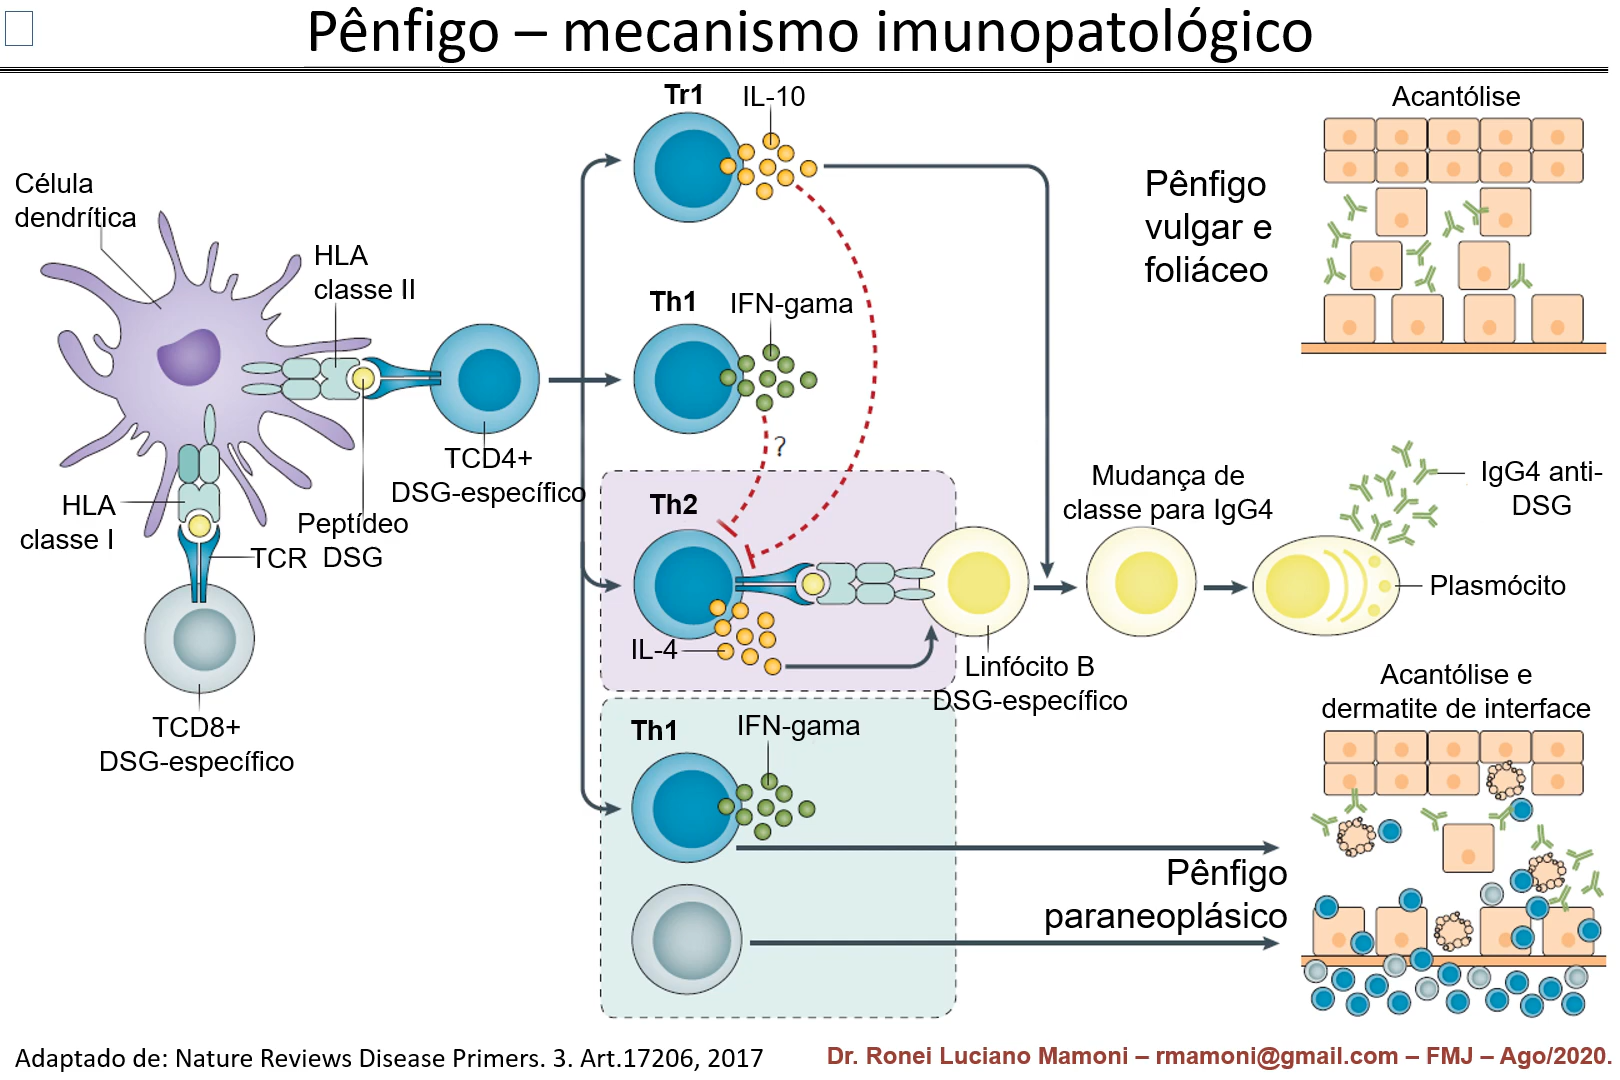 Pênfigo – mecanismo imunopatológico
Tr1
IL-10
Acantólise
Célula
dendrítica
Pênfigo
vulgar e
foliáceo
HLA
classe II
Th1
IFN-gama
?
TCD4+
DSG-específico
HLA
classe I
Peptídeo
DSG
TCR
TCD8+
DSG-específico
Th2
IL-4
Linfócito B
DSG-específico
Mudança de
classe para IgG4
IgG4 anti-
DSG
Plasmócito
Th1
IFN-gama
Acantólise e
dermatite de interface
Pênfigo
paraneoplásico
Adaptado de: Nature Reviews Disease Primers. 3. Art.17206, 2017
Dr. Ronei Luciano Mamoni – rmamoni@gmail.com – FMJ – Ago/2020.